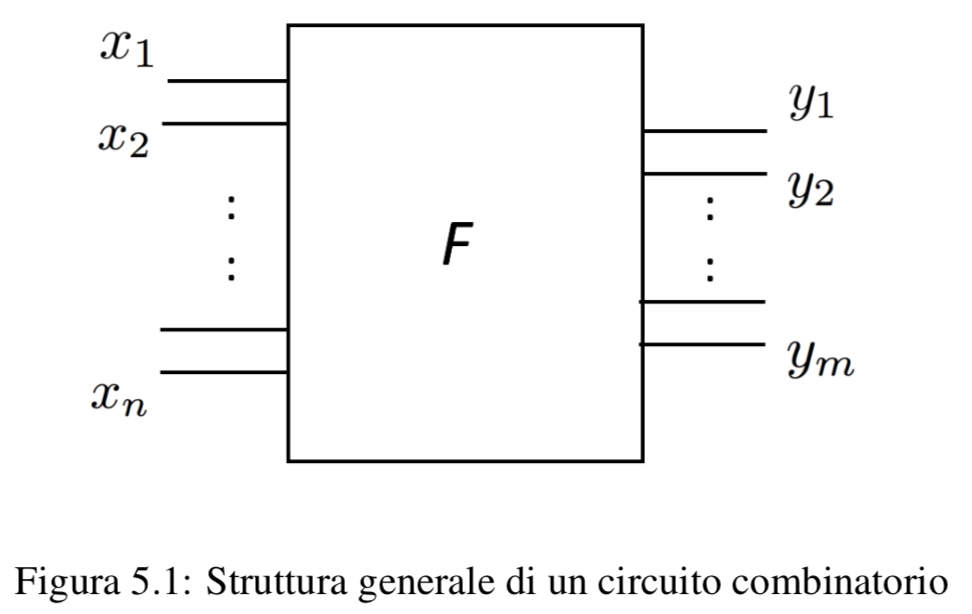 x₁
x₂
⋮
xₙ
F
y₁
y₂
⋮
yₘ
Figura 5.1: Struttura generale di un circuito combinatorio